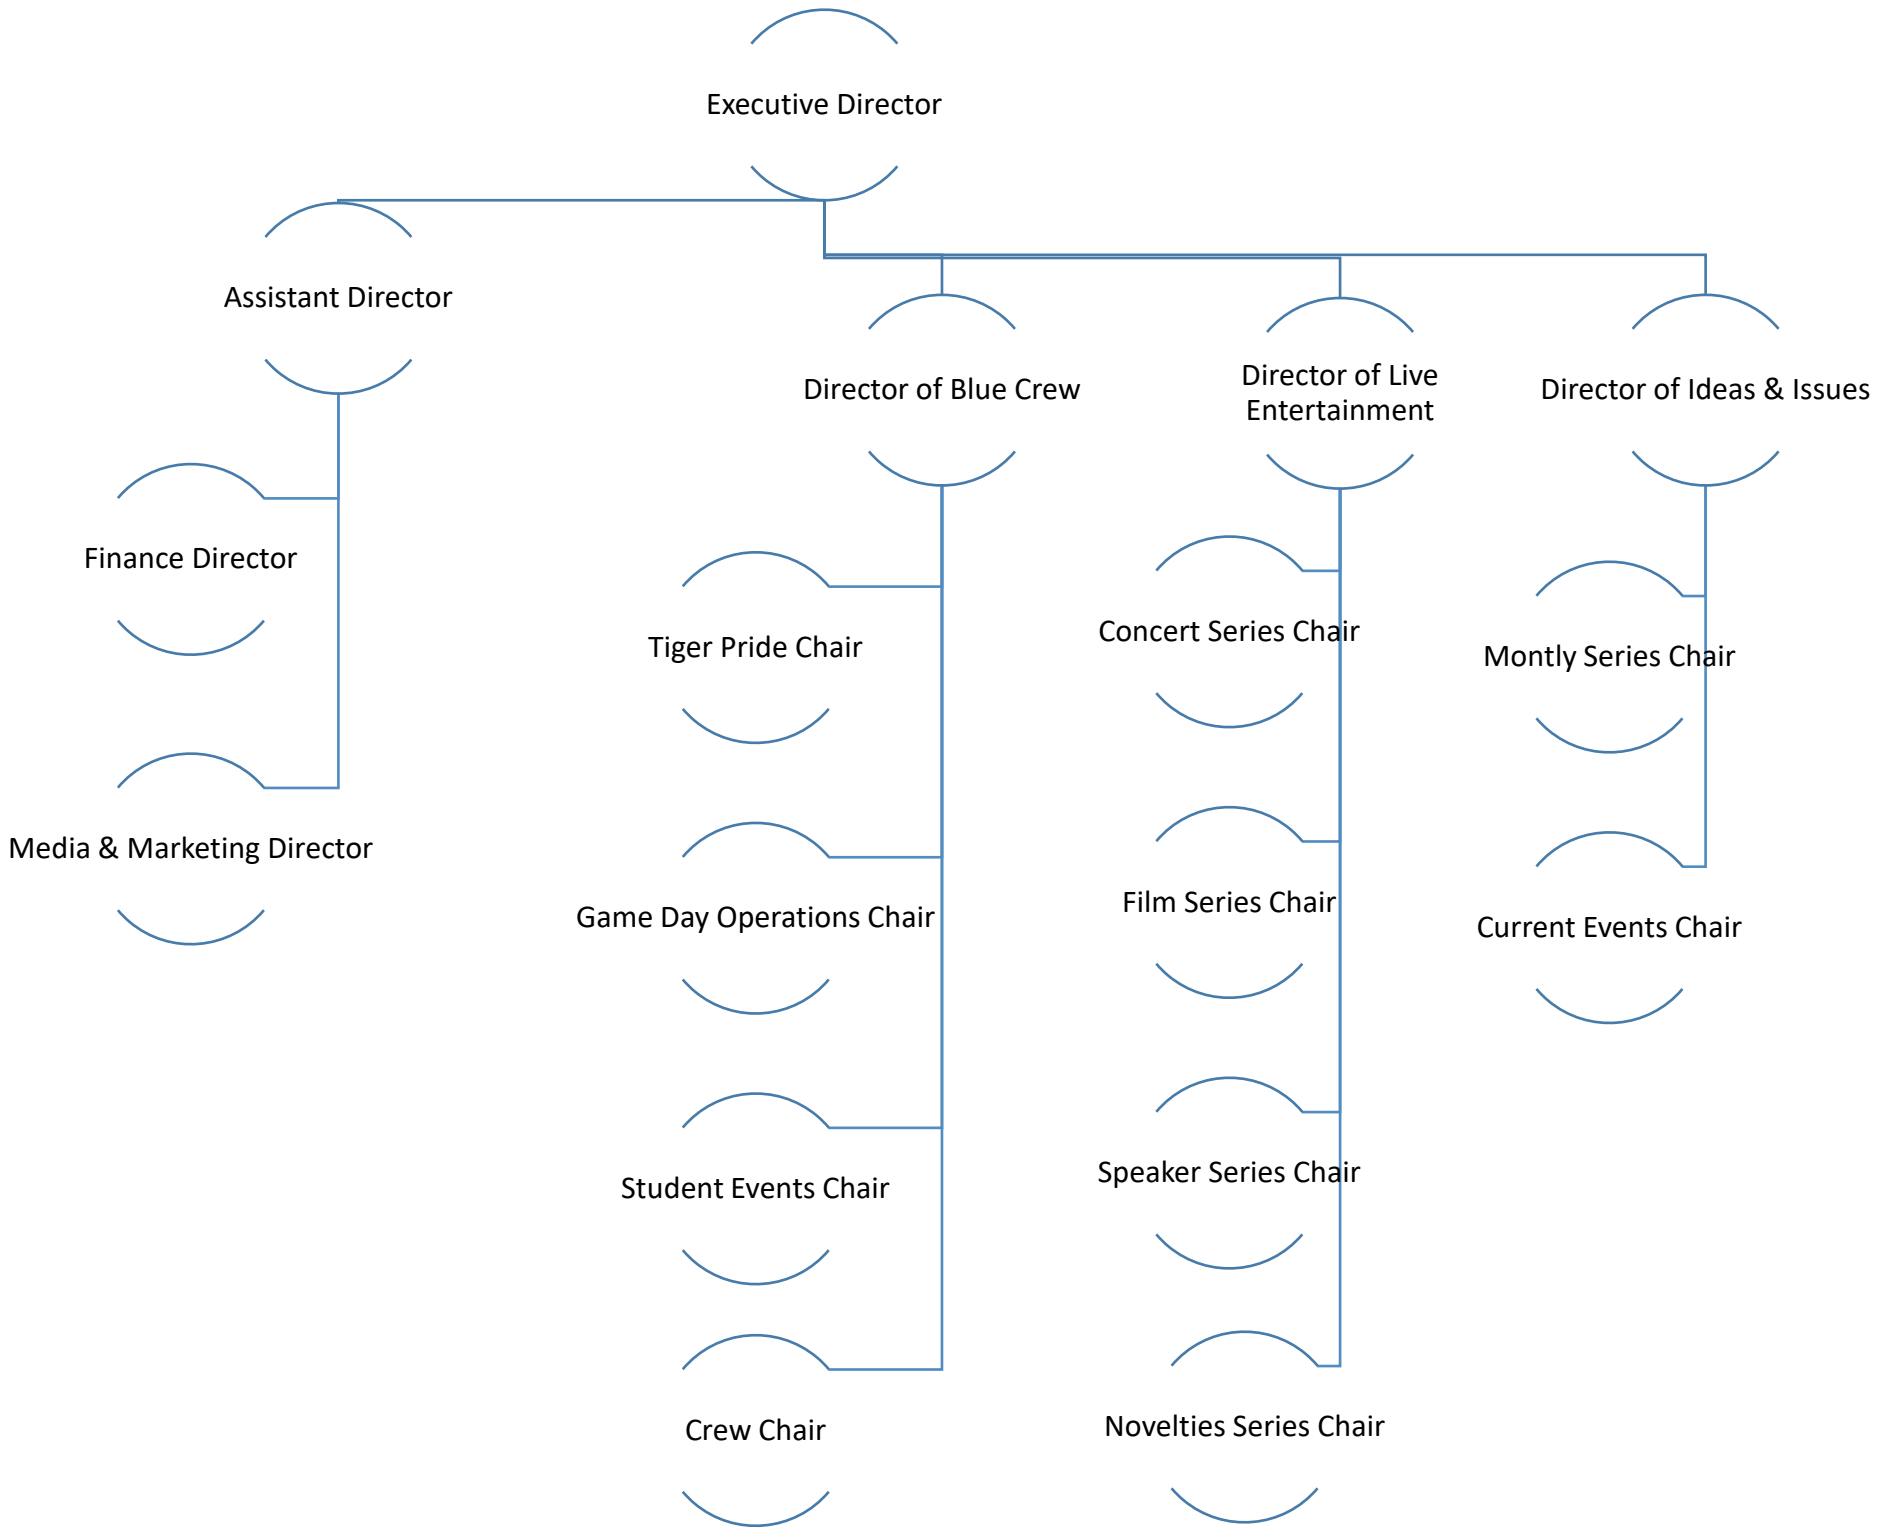 Executive Director
Assistant Director
Finance Director
Media & Marketing Director
Director of Blue Crew
Tiger Pride Chair
Game Day Operations Chair
Student Events Chair
Crew Chair
Director of Live
Entertainment
Concert Series Chair
Film Series Chair
Speaker Series Chair
Novelties Series Chair
Director of Ideas & Issues
Montly Series Chair
Current Events Chair